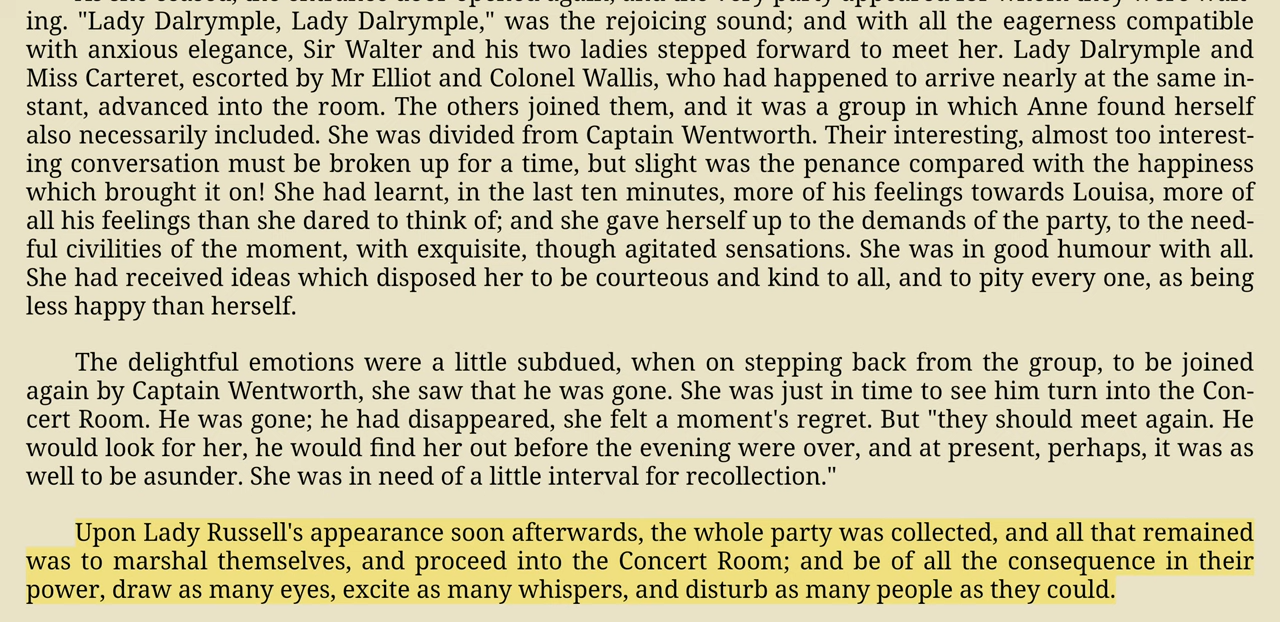 ing. "Lady Dalrymple, Lady Dalrymple," was the rejoicing sound; and with all the eagerness compatible
with anxious elegance, Sir Walter and his two ladies stepped forward to meet her. Lady Dalrymple and
Miss Carteret, escorted by Mr Elliot and Colonel Wallis, who had happened to arrive nearly at the same in-
stant, advanced into the room. The others joined them, and it was a group in which Anne found herself
also necessarily included. She was divided from Captain Wentworth. Their interesting, almost too interest-
ing conversation must be broken up for a time, but slight was the penance compared with the happiness
which brought it on! She had learnt, in the last ten minutes, more of his feelings towards Louisa, more of
all his feelings than she dared to think of; and she gave herself up to the demands of the party, to the need-
ful civilities of the moment, with exquisite, though agitated sensations. She was in good humour with all.
She had received ideas which disposed her to be courteous and kind to all, and to pity every one, as being
less happy than herself.
The delightful emotions were a little subdued, when on stepping back from the group, to be joined
again by Captain Wentworth, she saw that he was gone. She was just in time to see him turn into the Con-
cert Room. He was gone; he had disappeared, she felt a moment's regret. But "they should meet again. He
would look for her, he would find her out before the evening were over, and at present, perhaps, it was as
well to be asunder. She was in need of a little interval for recollection."
Upon Lady Russell's appearance soon afterwards, the whole party was collected, and all that remained
was to marshal themselves, and proceed into the Concert Room; and be of all the consequence in their
power, draw as many eyes, excite as many whispers, and disturb as many people as they could.